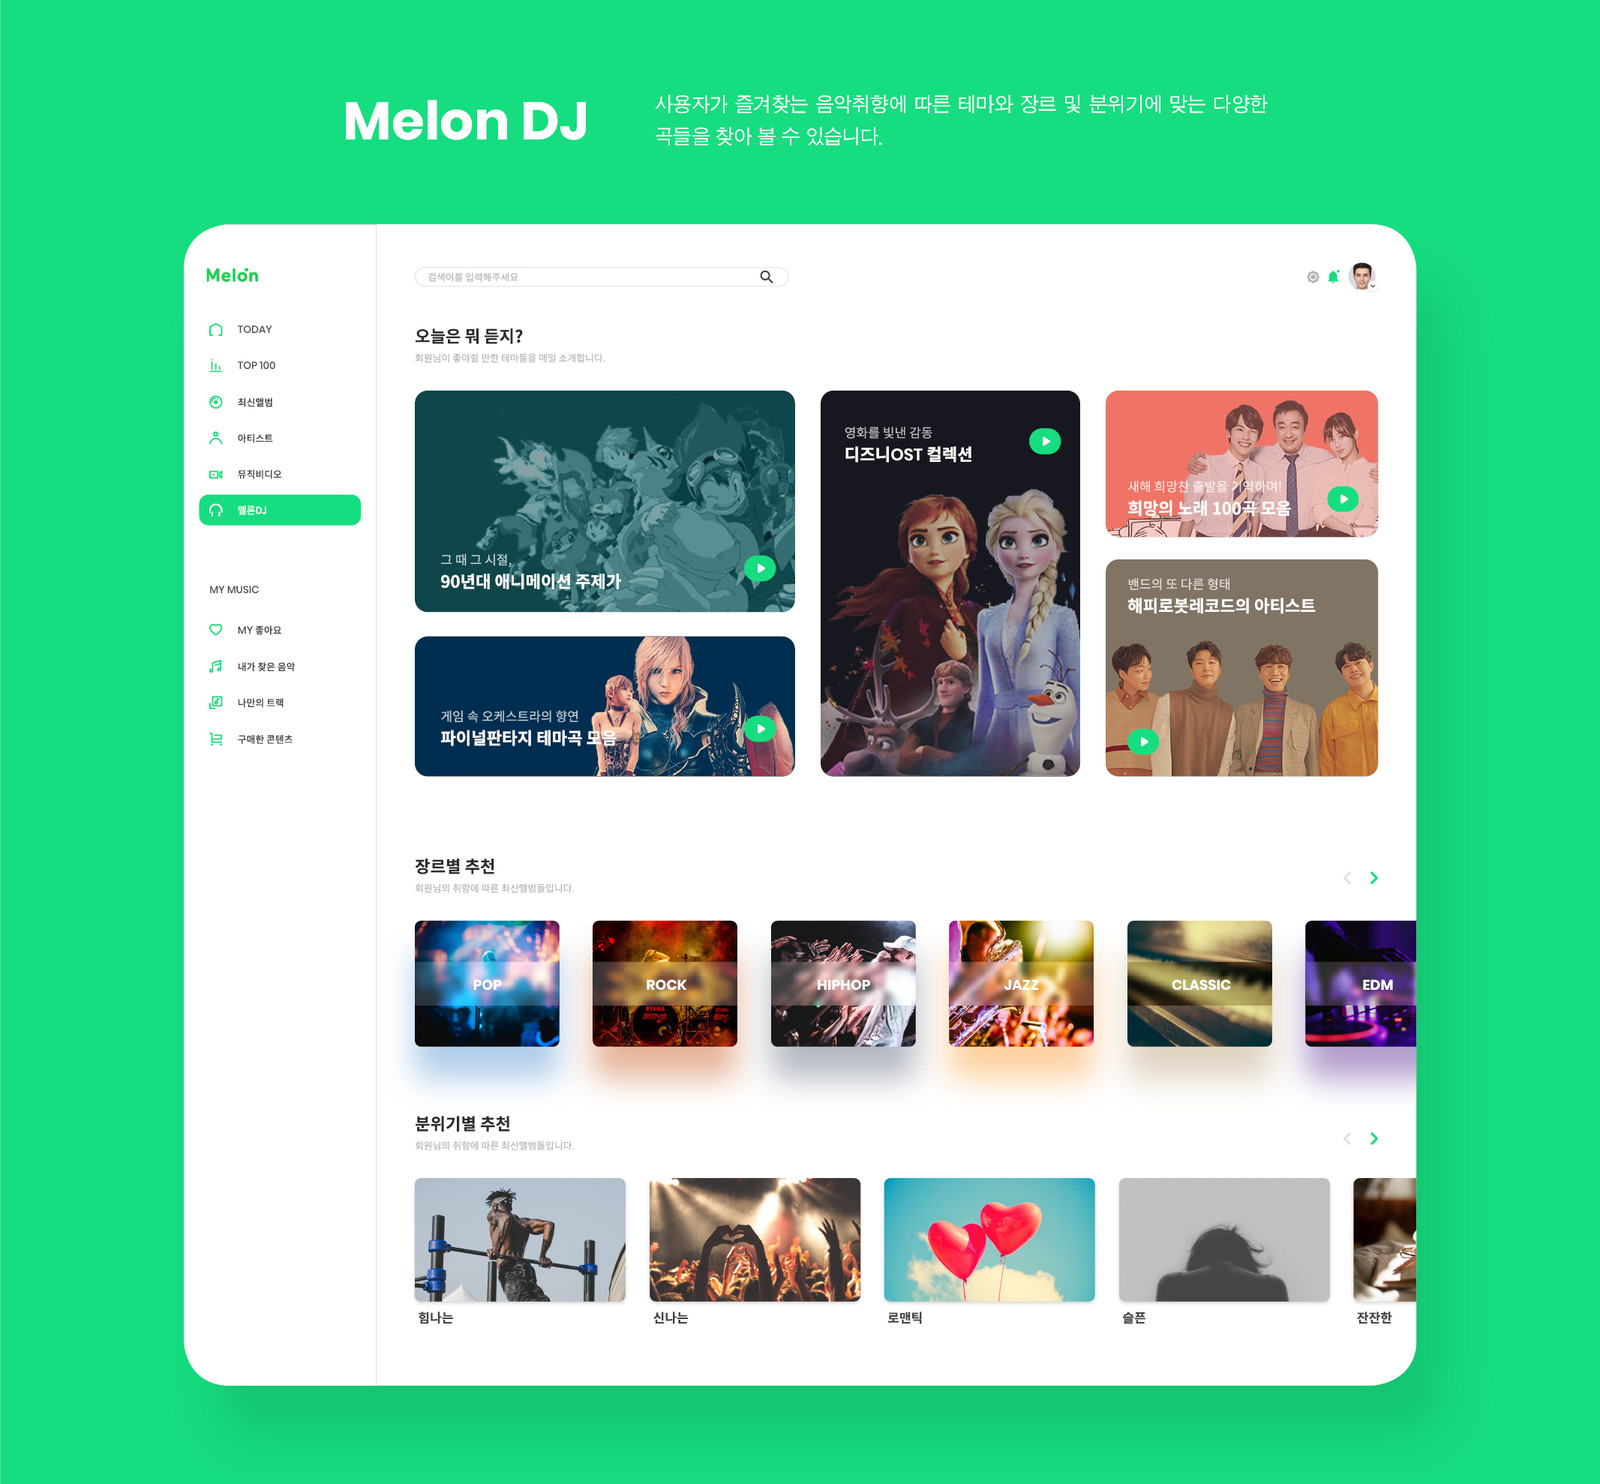 Melon DJ
사용자가 즐겨찾는 음악취향에 따른 테마와 장르 및 분위기에 맞는 다양한
곡들을 찾아 볼 수 있습니다.
Melon
검색어를 입력해주세요
TODAY
TOP 100
최신앨범
아티스트
뮤직비디오
멜론DJ
MY MUSIC
MY 좋아요
내가 찾은 음악
나만의 트랙
구매한 콘텐츠
오늘은 뭐 듣지?
회원님이 좋아할 만한 테마들을 매일 소개합니다.
그 때 그 시절,
90년대 애니메이션 주제가
게임 속 오케스트라의 향연
파이널판타지 테마곡 모음
영화를 빛낸 감동
디즈니OST 컬렉션
새해 희망찬 출발을 기약하며!
희망의 노래 100곡 모음
밴드의 또 다른 형태
해피로봇레코드의 아티스트
장르별 추천
회원님의 취향에 따른 최신앨범들입니다.
POP
ROCK
HIPHOP
JAZZ
CLASSIC
EDM
분위기별 추천
회원님의 취향에 따른 최신앨범들입니다.
힘나는
신나는
로맨틱
슬픈
잔잔한